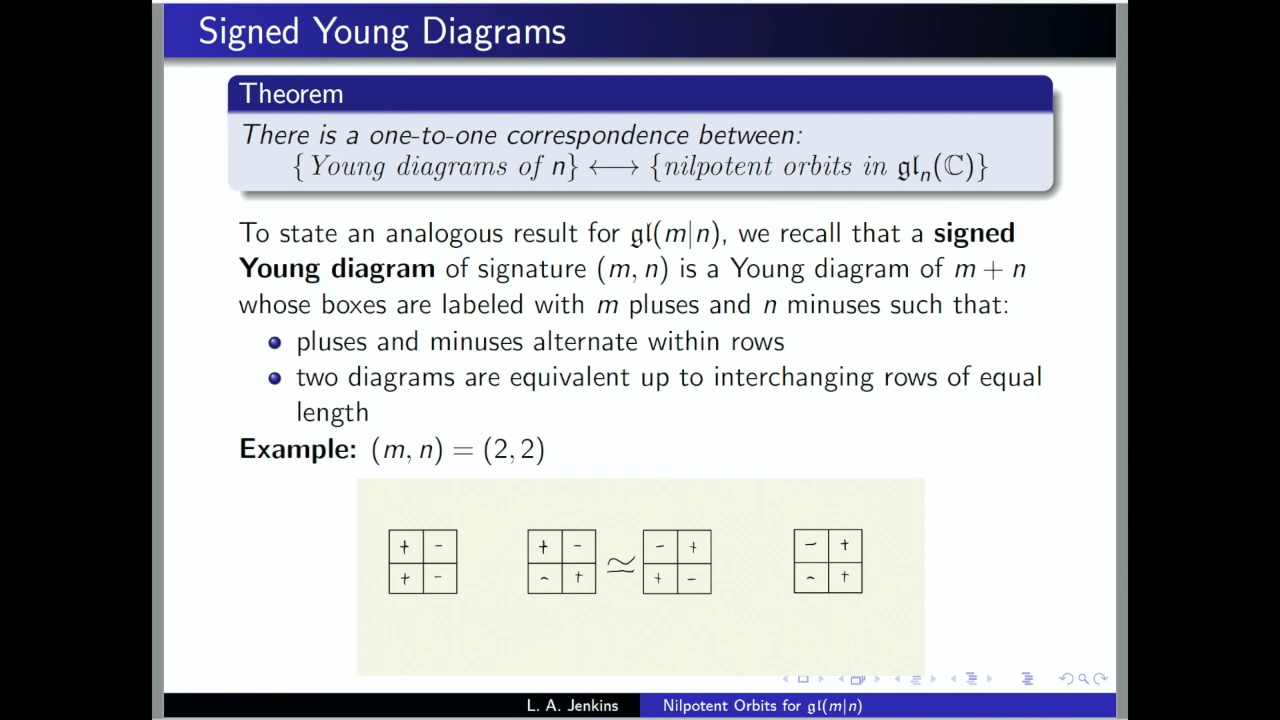 Signed Young Diagrams
Theorem
There is a one-to-one correspondence between:
{Young diagrams of n} ⟷ {nilpotent orbits in 𝔤𝔩ₙ(ℂ)}
To state an analogous result for 𝔤𝔩(m|n), we recall that a signed
Young diagram of signature (m, n) is a Young diagram of m + n
whose boxes are labeled with m pluses and n minuses such that:
pluses and minuses alternate within rows
two diagrams are equivalent up to interchanging rows of equal
length
Example: (m, n) = (2, 2)
+ - + - ≃ - + - +
+ - - + + - - +
L. A. Jenkins Nilpotent Orbits for 𝔤𝔩(m|n)